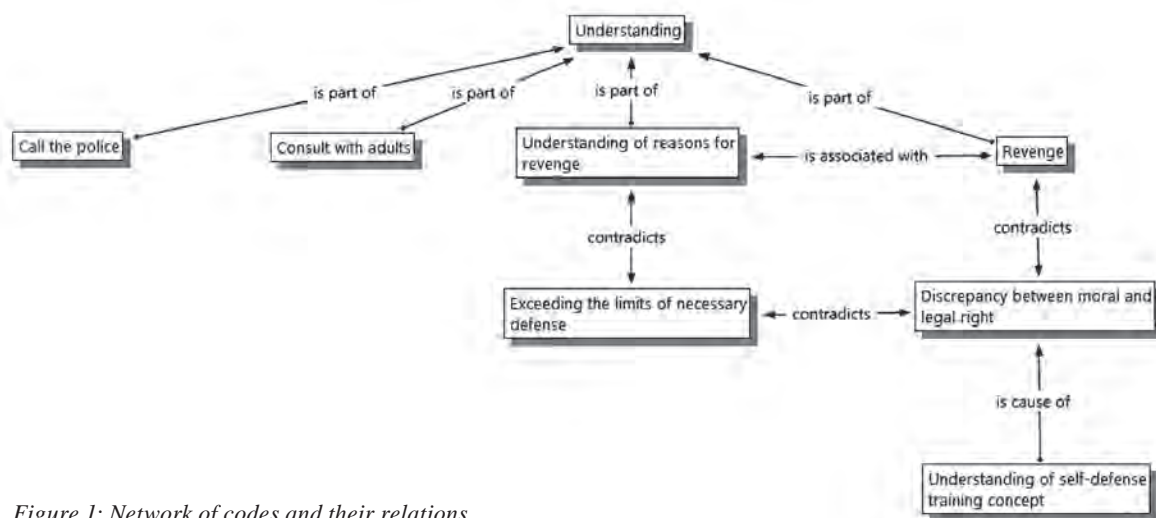 Understanding
is part of
is part of
is part of
is part of
Call the police
Consult with adults
Understanding of reasons for
revenge
is associated with
Revenge
contradicts
contradicts
Exceeding the limits of necessary
defense
contradicts
Discrepancy between moral and
legal right
is cause of
Understanding of self-defense
training concept
Figure 1: Network of codes and their relations